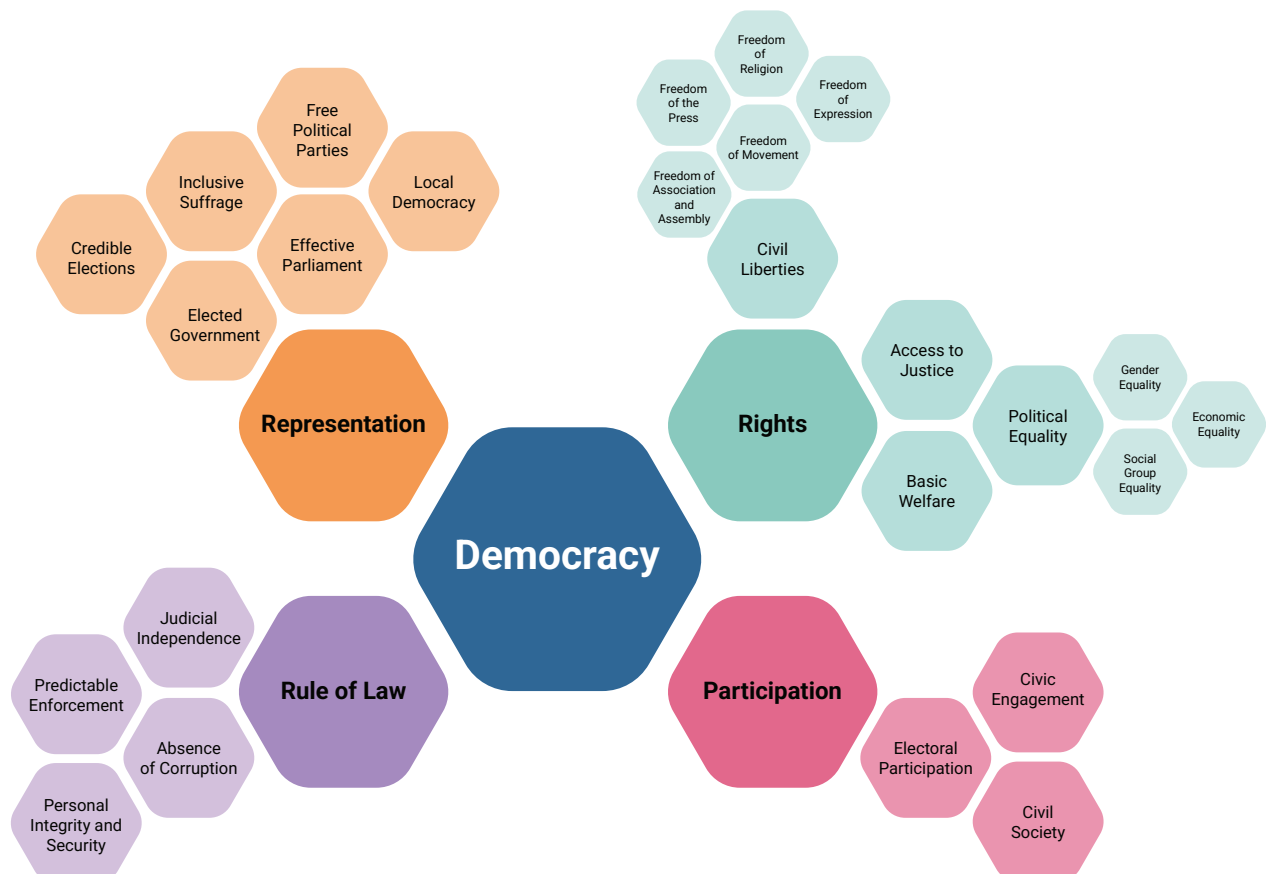 Free
Political
Parties
Inclusive
Suffrage
Local
Democracy
Credible
Elections
Effective
Parliament
Elected
Government
Representation
Freedom
of
Religion
Freedom
of the
Press
Freedom
of
Expression
Freedom
of Movement
Freedom of
Association
and
Assembly
Civil
Liberties
Rights
Access to
Justice
Political
Equality
Gender
Equality
Economic
Equality
Social
Group
Equality
Basic
Welfare
Democracy
Judicial
Independence
Predictable
Enforcement
Rule of Law
Absence
of Corruption
Personal
Integrity and
Security
Participation
Civic
Engagement
Electoral
Participation
Civil
Society